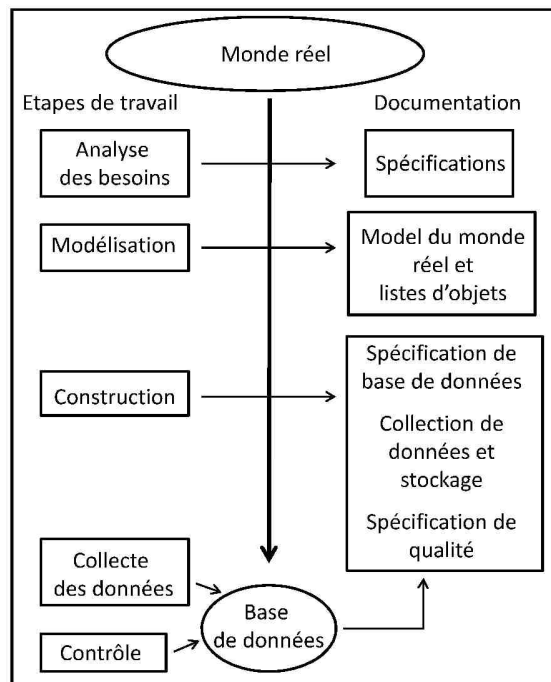 Monde réel
Etapes de travail
Documentation
Analyse
des besoins
Spécifications
Modélisation
Model du monde
réel et
listes d'objets
Construction
Spécification de
base de données
Collection de
données et
stockage
Spécification de
qualité
Collecte
des données
Base
de données
Contrôle